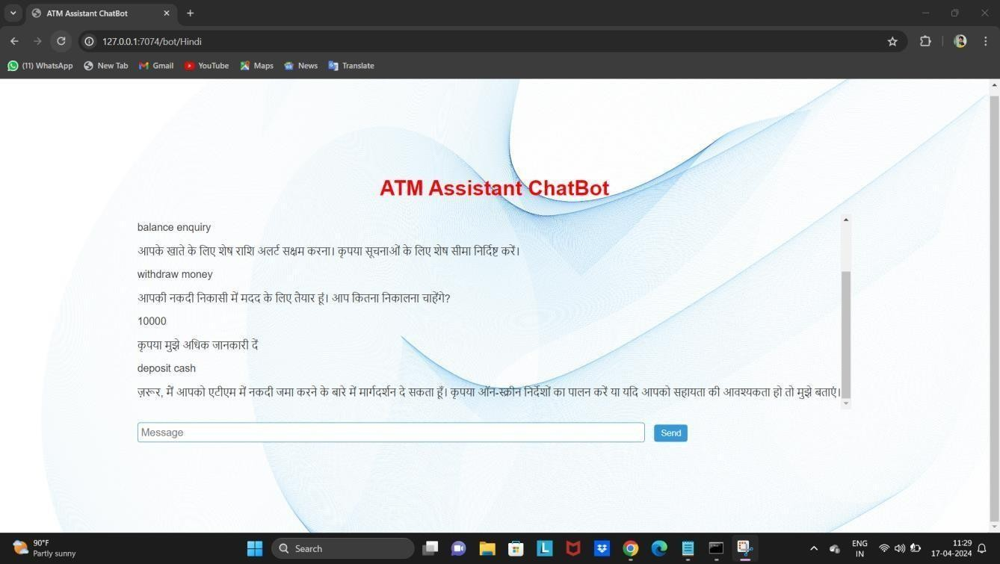 ATM Assistant ChatBot
127.0.0.1:7074/bot/Hindi
(11) WhatsApp New Tab Gmail YouTube Maps News Translate
ATM Assistant ChatBot
balance enquiry
आपके खाते के लिए शेष राशि अलर्ट सक्षम करना। कृपया सूचनाओं के लिए शेष सीमा निर्दिष्ट करें।
withdraw money
आपकी नकदी निकासी में मदद के लिए तैयार हूं। आप कितना निकालना चाहेंगे?
10000
कृपया मुझे अधिक जानकारी दें
deposit cash
ज़रूर, मैं आपको एटीएम में नकदी जमा करने के बारे में मार्गदर्शन दे सकता हूँ। कृपया ऑन-स्क्रीन निर्देशों का पालन करें या यदि आपको सहायता की आवश्यकता हो तो मुझे बताएं।
Message Send
90°F
Partly sunny
Search
L
ENG
IN
11:29
17-04-2024